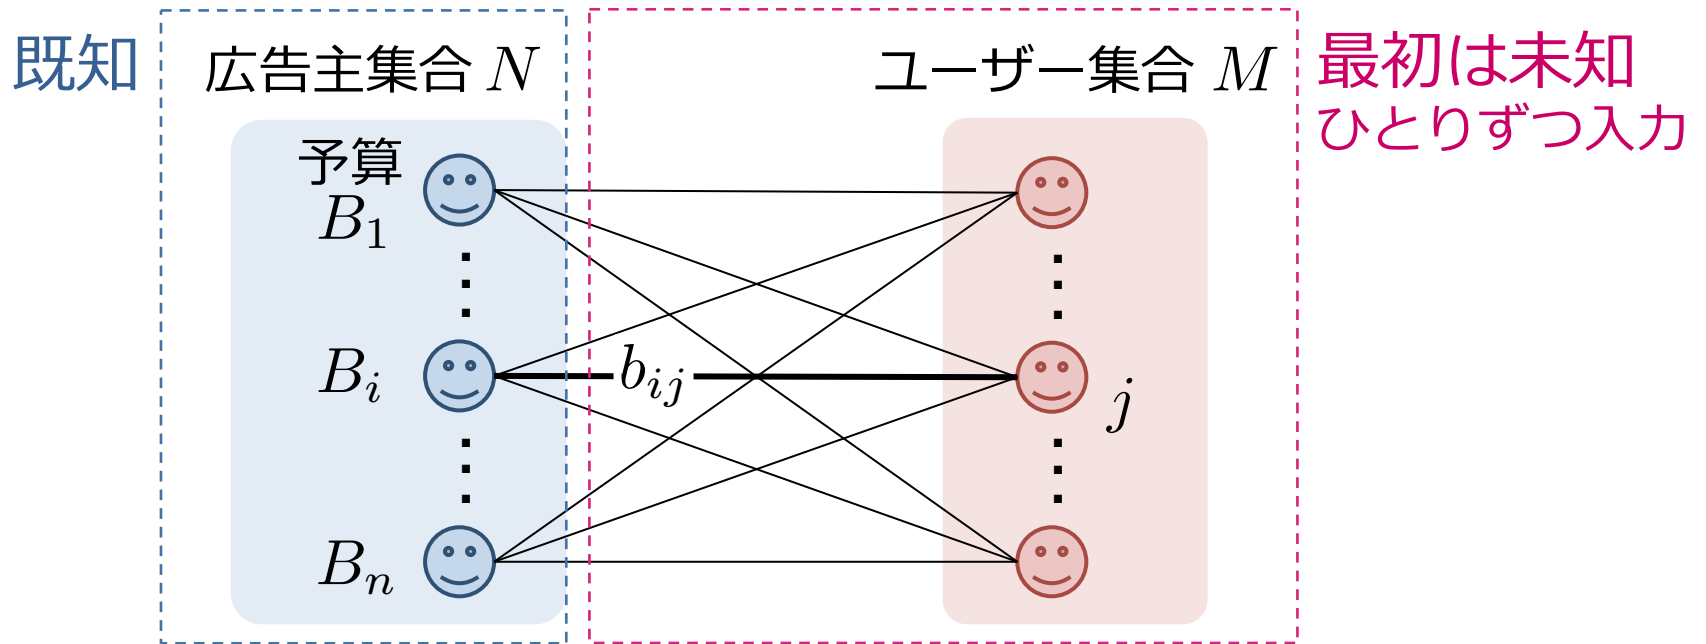 既知
広告主集合 N
ユーザー集合 M
最初は未知
ひとりずつ入力
予算
B₁
Bᵢ
bᵢⱼ
j
Bₙ